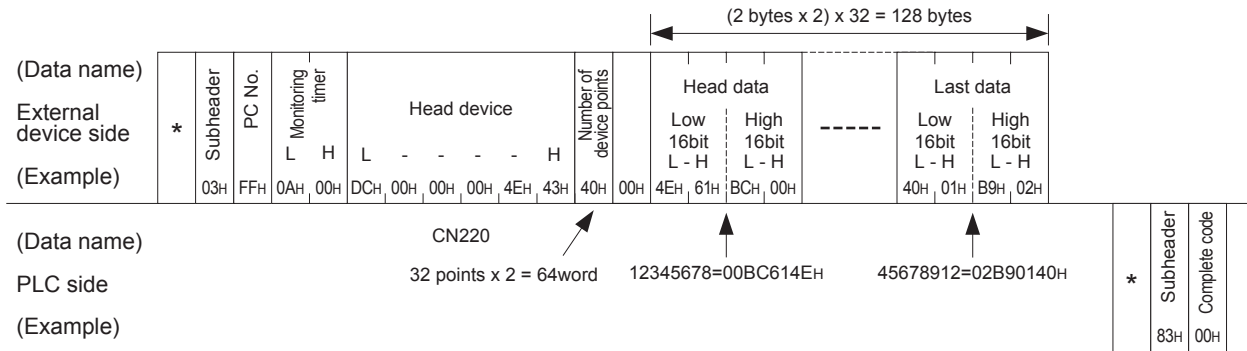 (2 bytes x 2) x 32 = 128 bytes
(Data name)
External
device side
(Example)
*
Subheader
03H
PC No.
FFH
Monitoring
timer
L H
0AH 00H
Head device
L - - - - H
DCH 00H 00H 00H 4EH 43H
Number of
device points
40H 00H
Head data
Low
16bit
L - H
High
16bit
L - H
4EH 61H BCH 00H
Last data
Low
16bit
L - H
High
16bit
L - H
40H 01H B9H 02H
(Data name)
PLC side
(Example)
CN220
32 points x 2 = 64word
12345678=00BC614EH
45678912=02B90140H
*
Subheader
83H
Complete code
00H